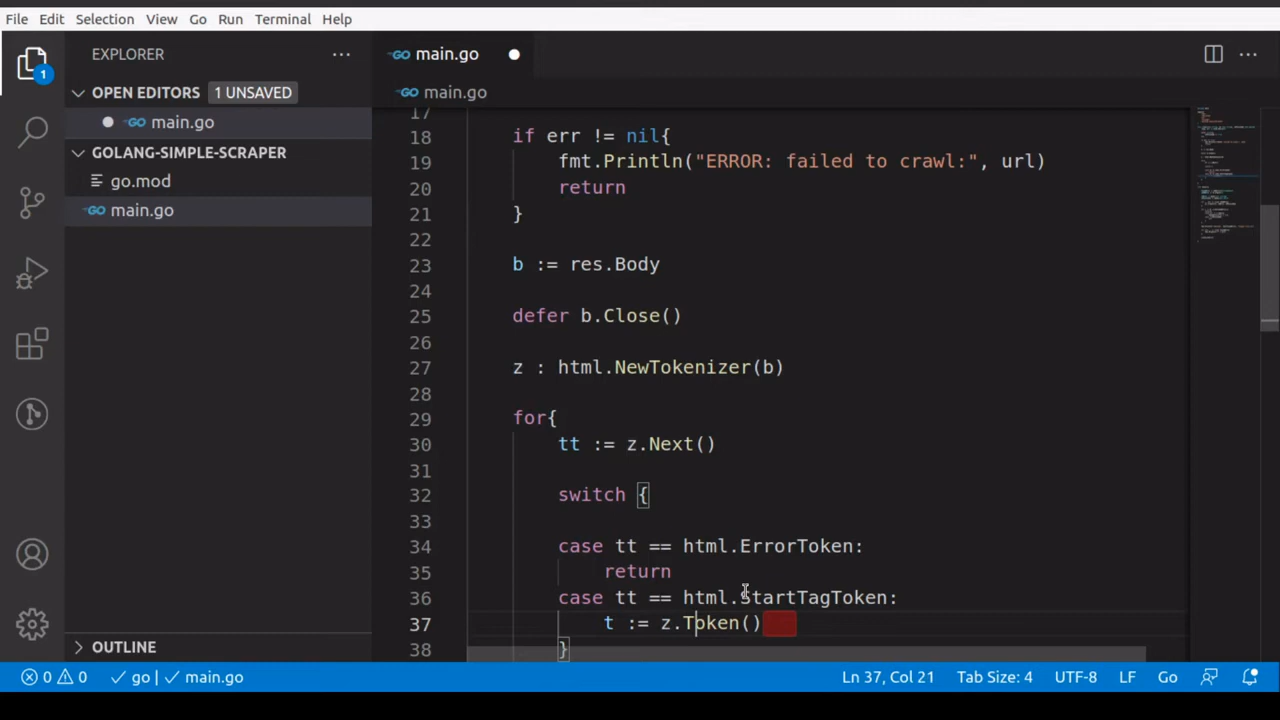 File Edit Selection View Go Run Terminal Help
EXPLORER ···
1
OPEN EDITORS 1 UNSAVED
GO main.go
GOLANG-SIMPLE-SCRAPER
go.mod
GO main.go
OUTLINE
GO main.go
GO main.go
17
18 if err != nil{
19 fmt.Println("ERROR: failed to crawl:", url)
20 return
21 }
22
23 b := res.Body
24
25 defer b.Close()
26
27 z : html.NewTokenizer(b)
28
29 for{
30 tt := z.Next()
31
32 switch {
33
34 case tt == html.ErrorToken:
35 return
36 case tt == html.StartTagToken:
37 t := z.Token()
38 }
0 0 go | main.go Ln 37, Col 21 Tab Size: 4 UTF-8 LF Go